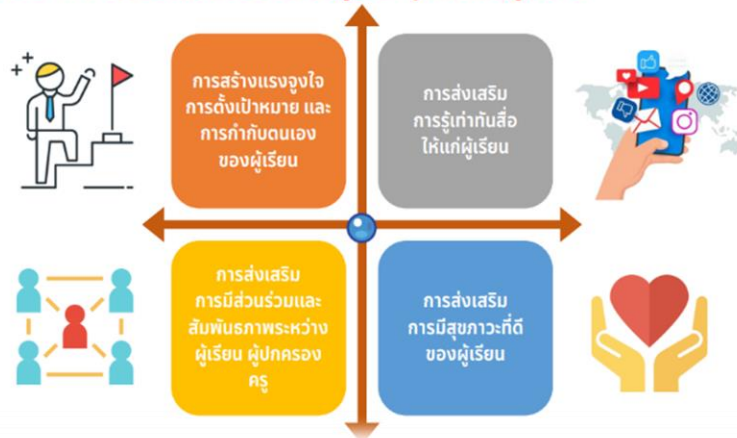 การสร้างแรงจูงใจ
การตั้งเป้าหมาย และ
การกำกับตนเอง
ของผู้เรียน
การส่งเสริม
การรู้เท่าทันสื่อ
ให้แก่ผู้เรียน
การส่งเสริม
การมีส่วนร่วมและ
สัมพันธภาพระหว่าง
ผู้เรียน ผู้ปกครอง
ครู
การส่งเสริม
การมีสุขภาวะที่ดี
ของผู้เรียน